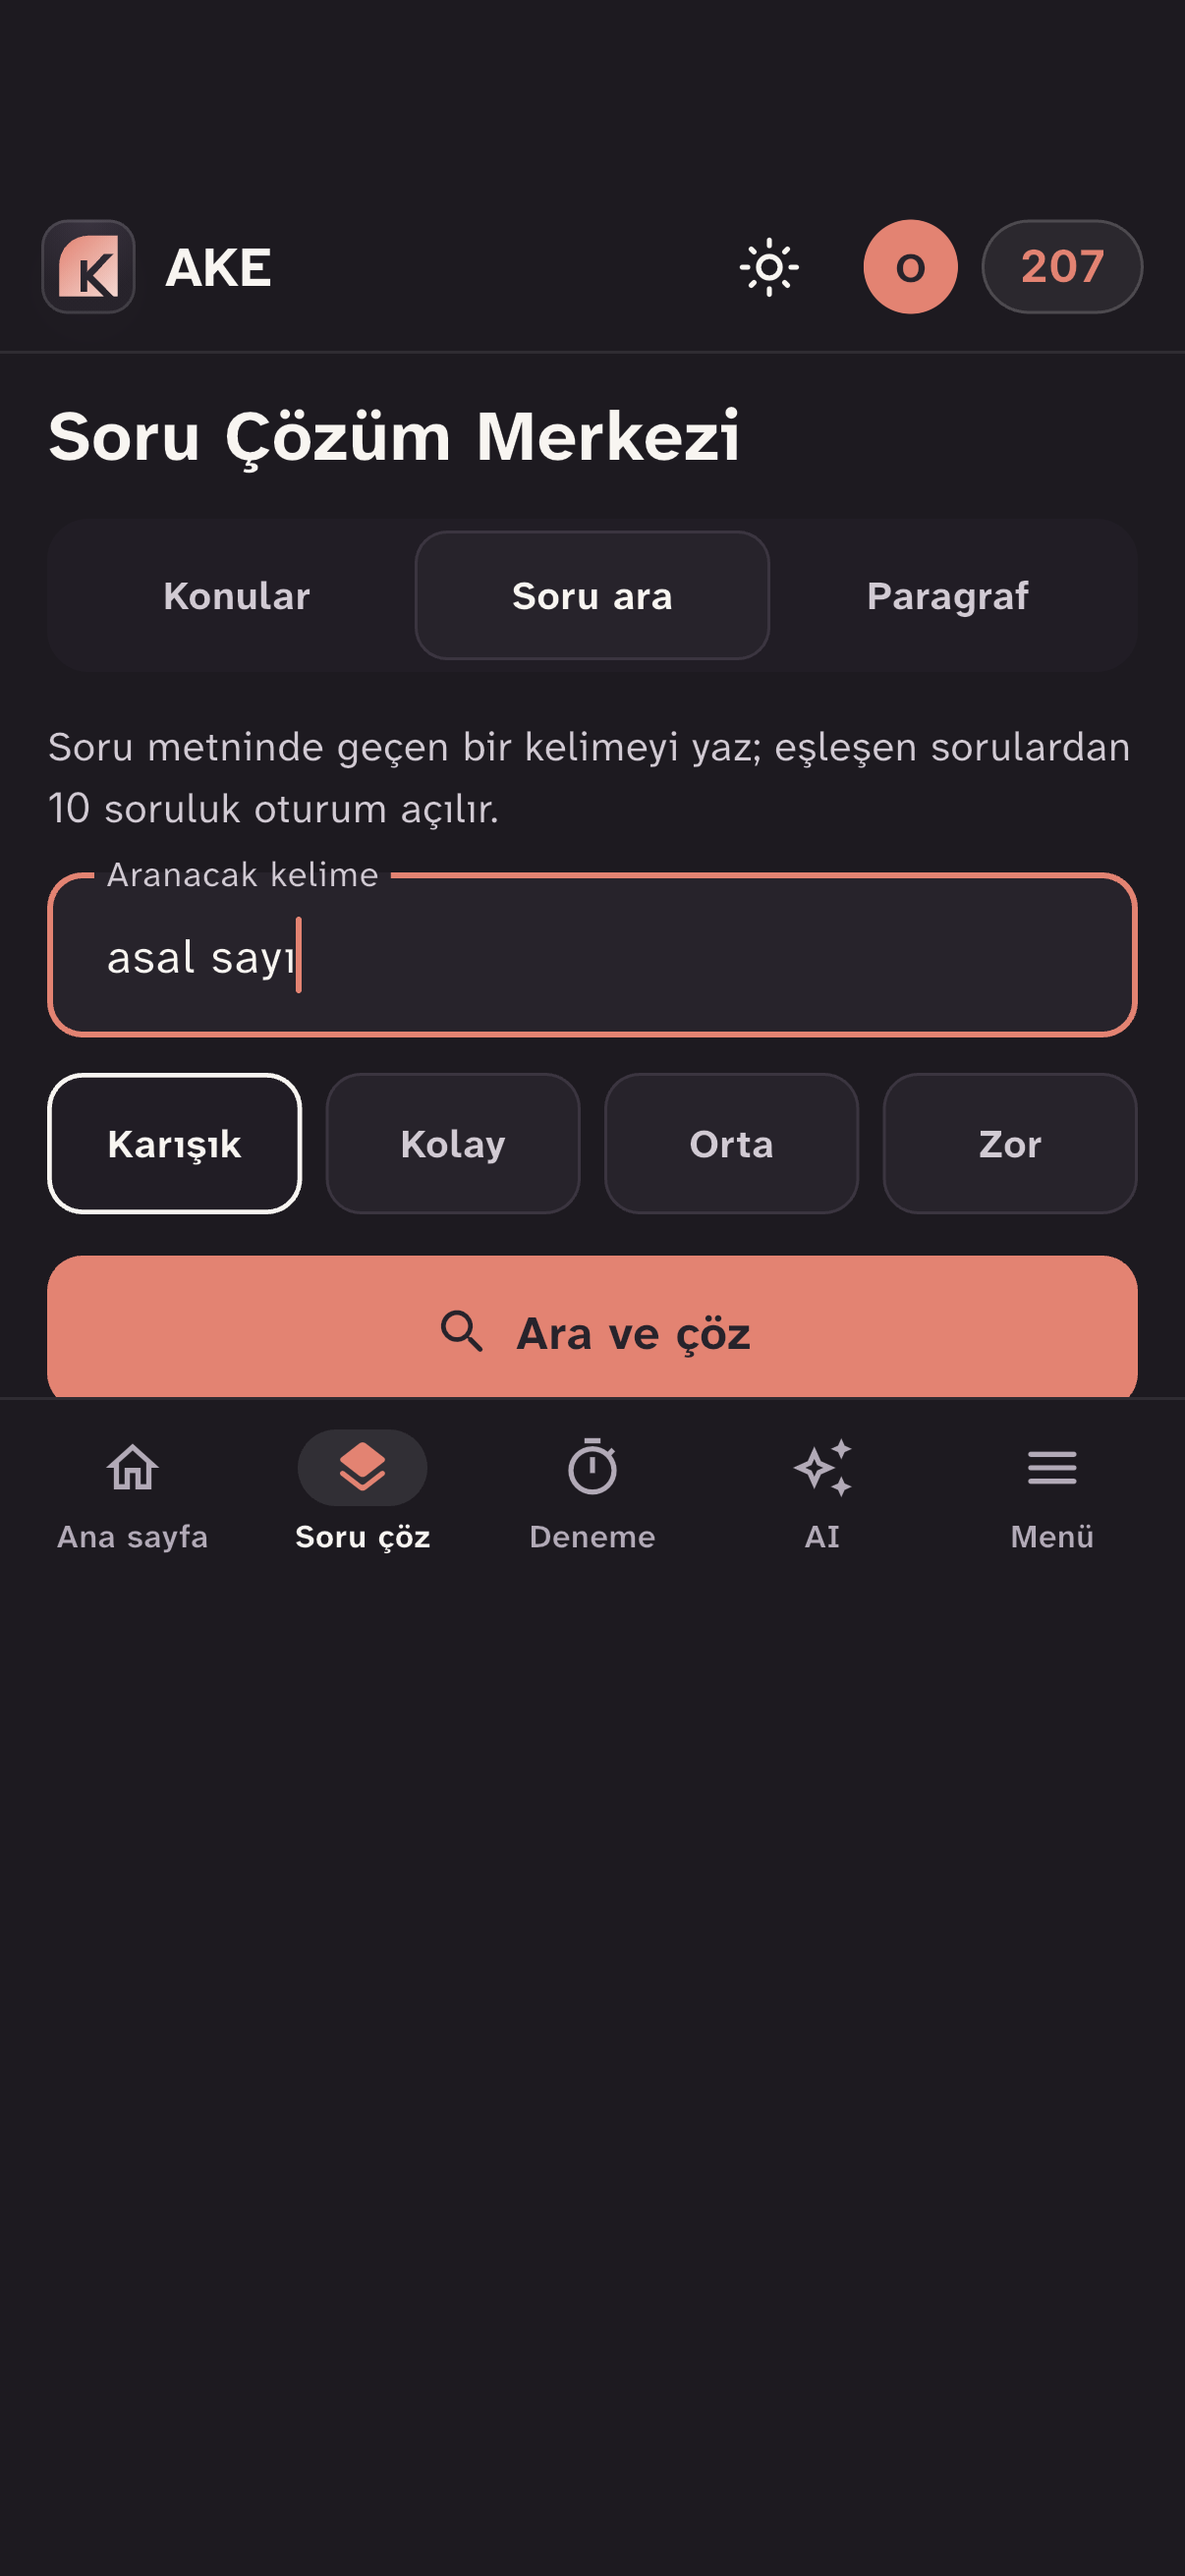 K AKE O 207
Soru Çözüm Merkezi
Konular Soru ara Paragraf
Soru metninde geçen bir kelimeyi yaz; eşleşen sorulardan
10 soruluk oturum açılır.
Aranacak kelime
asal sayı
Karışık Kolay Orta Zor
Ara ve çöz
Ana sayfa Soru çöz Deneme AI Menü